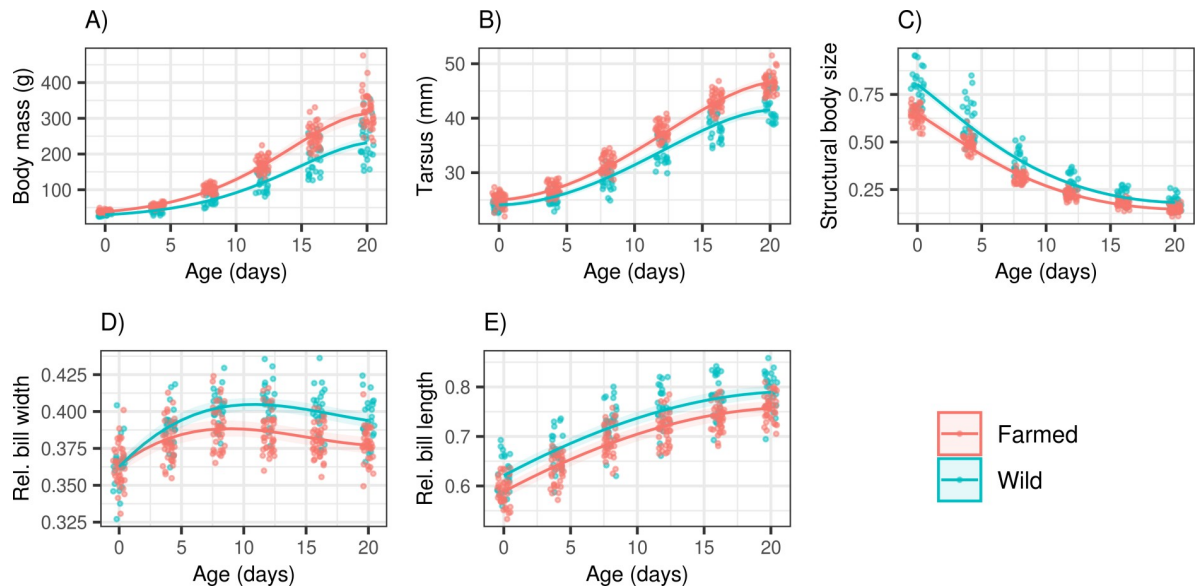 A)
Body mass (g)
400
300
200
100
0 5 10 15 20
Age (days)
B)
Tarsus (mm)
50
40
30
0 5 10 15 20
Age (days)
C)
Structural body size
0.75
0.50
0.25
0 5 10 15 20
Age (days)
D)
Rel. bill width
0.425
0.400
0.375
0.350
0.325
0 5 10 15 20
Age (days)
E)
Rel. bill length
0.8
0.7
0.6
0 5 10 15 20
Age (days)
Farmed
Wild